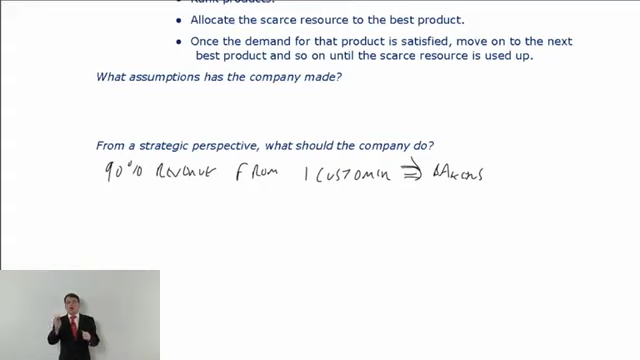 • Rank products.
• Allocate the scarce resource to the best product.
• Once the demand for that product is satisfied, move on to the next
best product and so on until the scarce resource is used up.
What assumptions has the company made?
From a strategic perspective, what should the company do?
90% REVENUE FROM 1 CUSTOMER ⇒